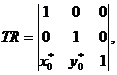 TR = | 1 0 0 |
| 0 1 0 | ,
| x₀⁺ y₀⁺ 1 |